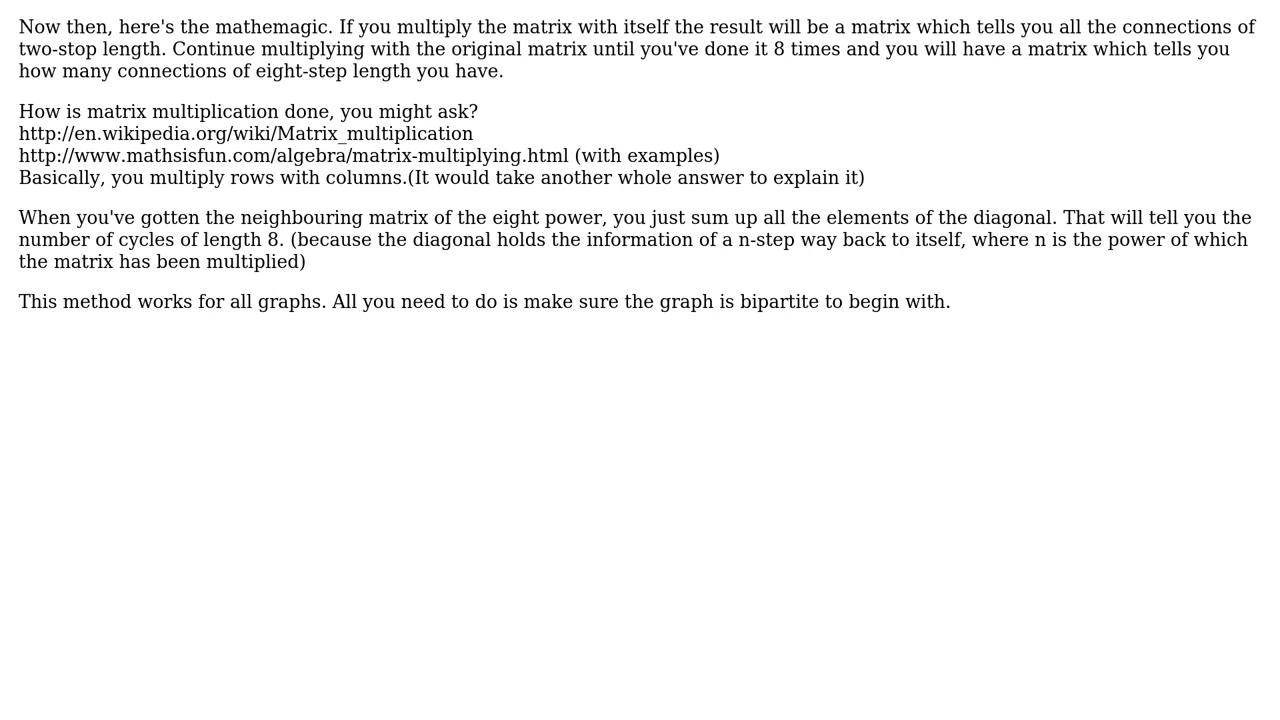 Now then, here's the mathemagic. If you multiply the matrix with itself the result will be a matrix which tells you all the connections of
two-stop length. Continue multiplying with the original matrix until you've done it 8 times and you will have a matrix which tells you
how many connections of eight-step length you have.
How is matrix multiplication done, you might ask?
http://en.wikipedia.org/wiki/Matrix_multiplication
http://www.mathsisfun.com/algebra/matrix-multiplying.html (with examples)
Basically, you multiply rows with columns.(It would take another whole answer to explain it)
When you've gotten the neighbouring matrix of the eight power, you just sum up all the elements of the diagonal. That will tell you the
number of cycles of length 8. (because the diagonal holds the information of a n-step way back to itself, where n is the power of which
the matrix has been multiplied)
This method works for all graphs. All you need to do is make sure the graph is bipartite to begin with.